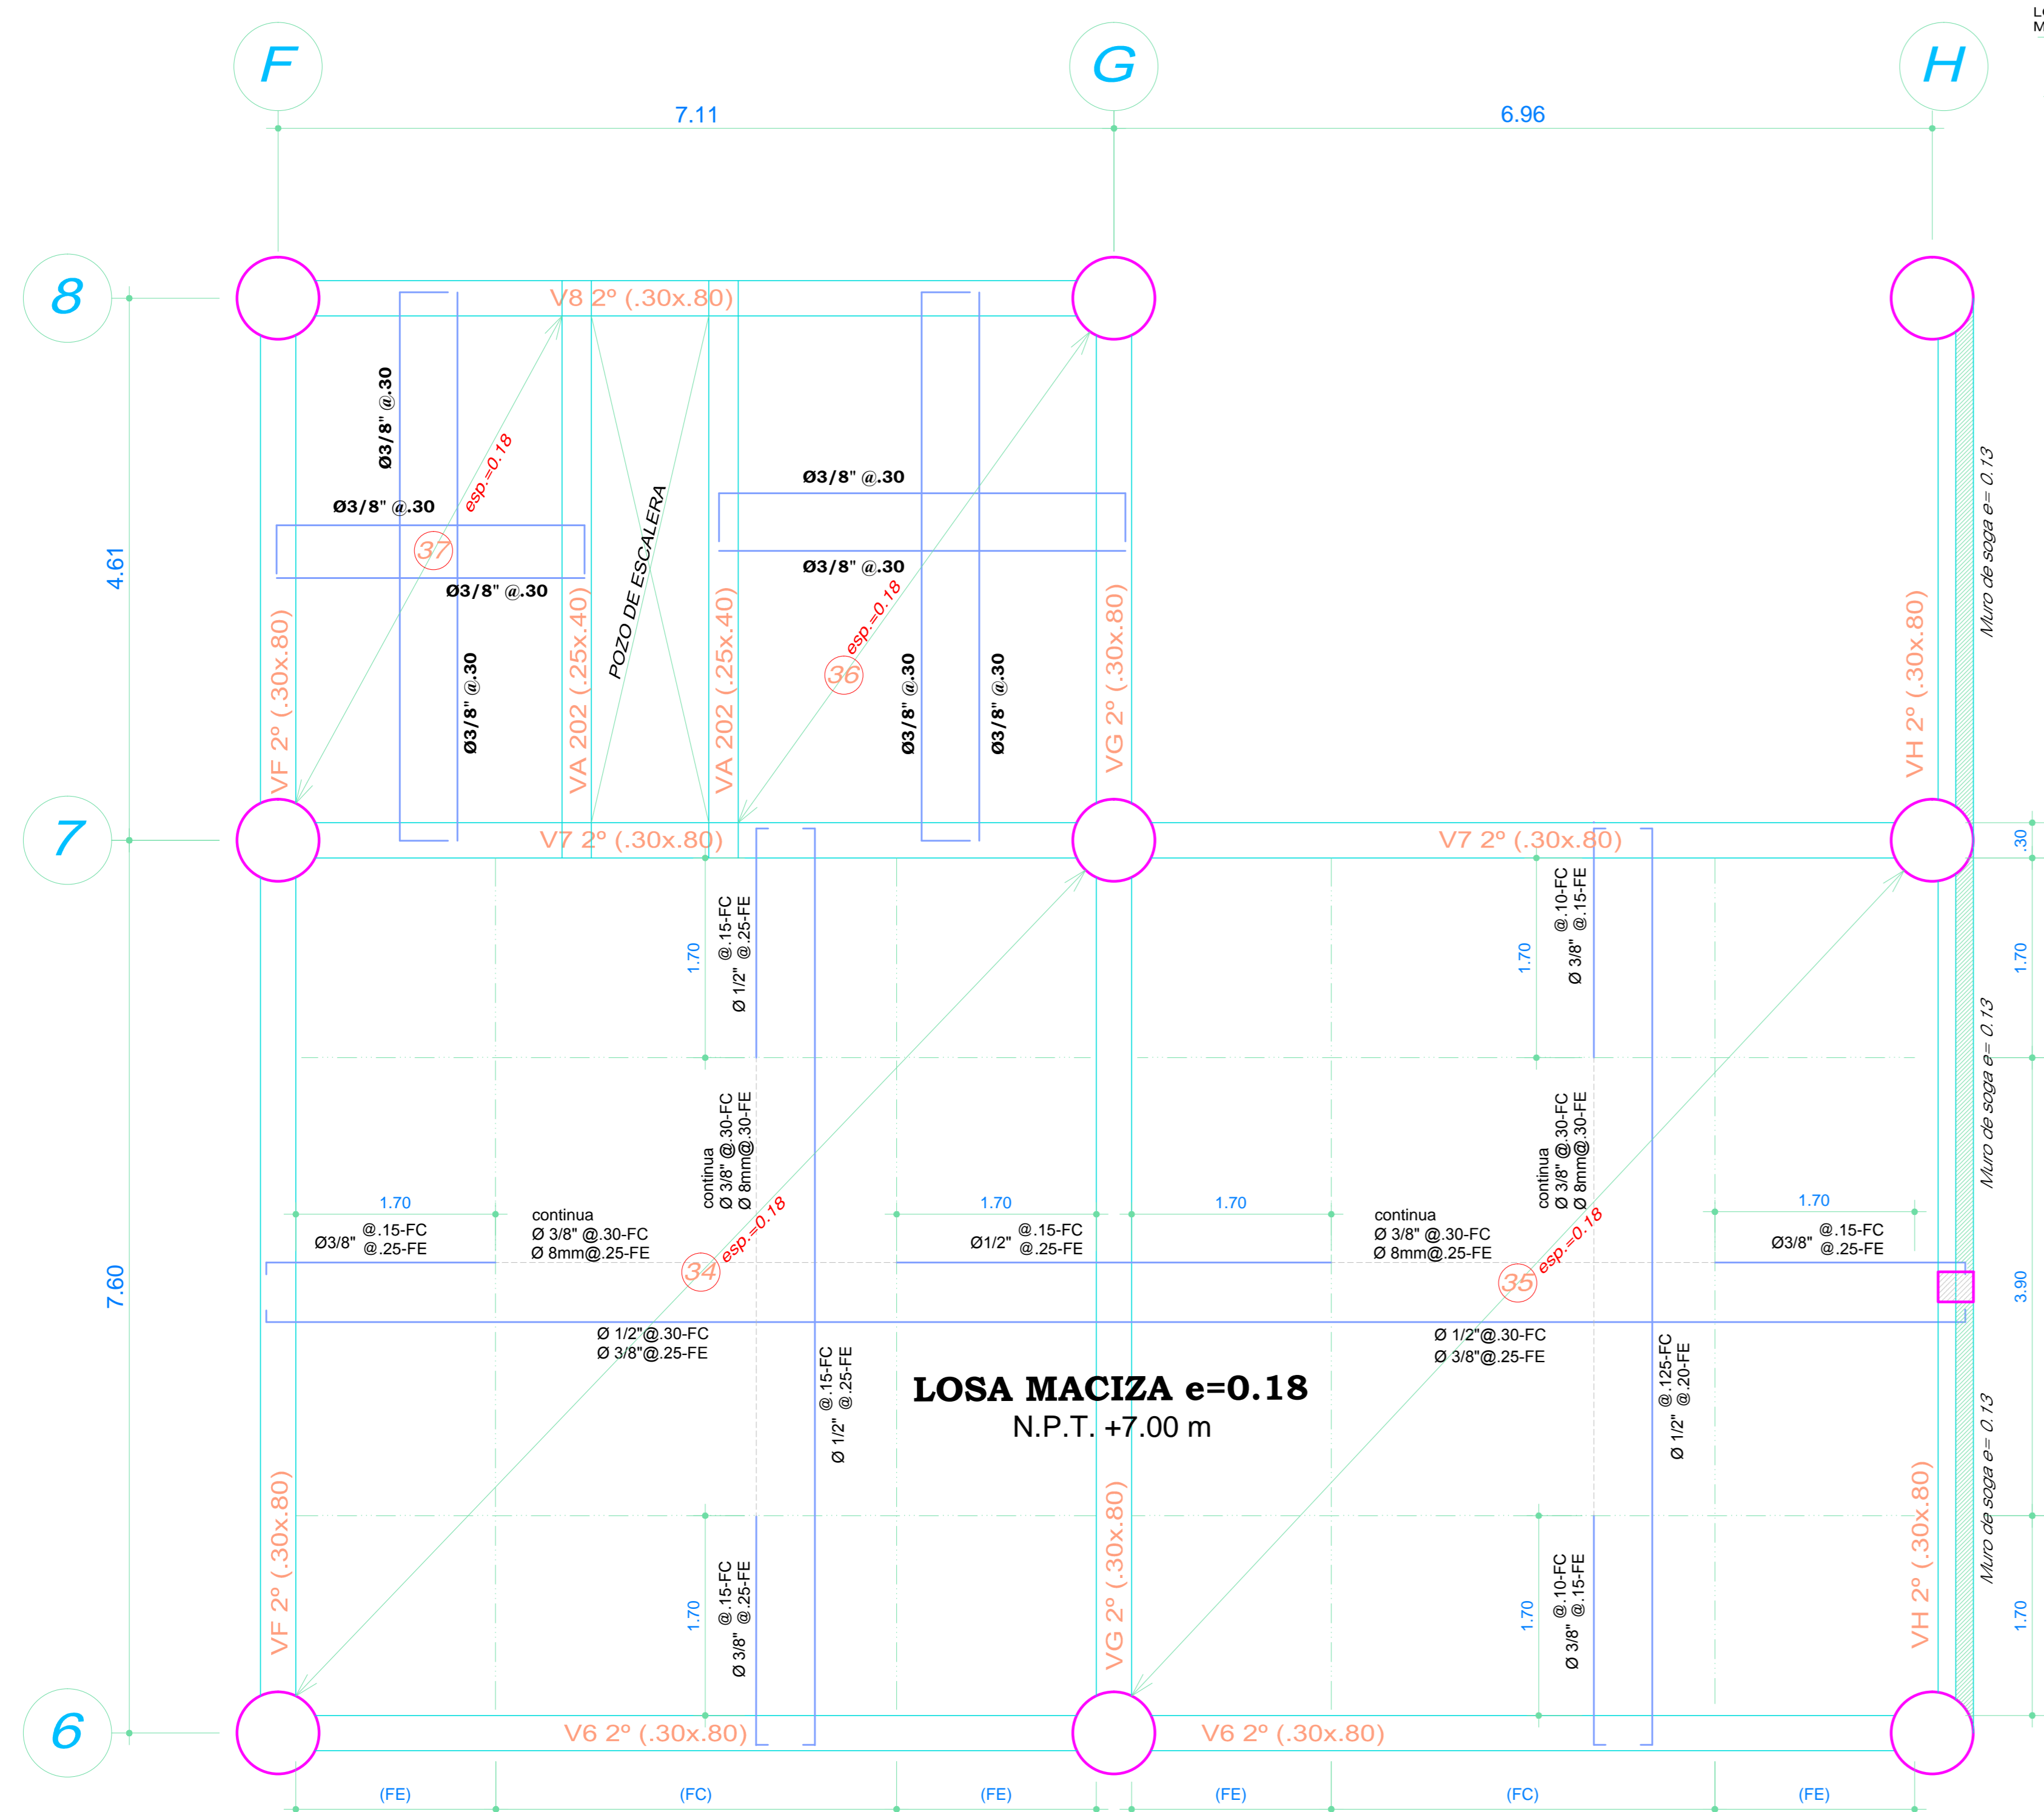 F
G
H
7.11
6.96
8
V8 2º (.30x.80)
Ø3/8" @.30
esp.=0.18
Ø3/8" @.30
37
Ø3/8" @.30
Ø3/8" @.30
POZO DE ESCALERA
Ø3/8" @.30
Ø3/8" @.30
esp.=0.18
36
Ø3/8" @.30
Ø3/8" @.30
Muro de soga e= 0.13
4.61
VF 2º (.30x.80)
VA 202 (.25x.40)
VA 202 (.25x.40)
VG 2º (.30x.80)
VH 2º (.30x.80)
7
V7 2º (.30x.80)
V7 2º (.30x.80)
.30
1.70
@.15-FC
Ø 1/2" @.25-FE
1.70
@.10-FC
Ø 3/8" @.15-FE
1.70
continua
Ø 3/8" @.30-FC
Ø 8mm@.30-FE
continua
Ø 3/8" @.30-FC
Ø 8mm@.30-FE
Muro de soga e= 0.13
1.70
1.70
1.70
1.70
Ø3/8" @.15-FC
@.25-FE
continua
Ø 3/8" @.30-FC
Ø 8mm@.25-FE
34
esp.=0.18
Ø1/2" @.15-FC
@.25-FE
continua
Ø 3/8" @.30-FC
Ø 8mm@.25-FE
35
esp.=0.18
Ø3/8" @.15-FC
@.25-FE
7.60
3.90
Ø 1/2"@.30-FC
Ø 3/8"@.25-FE
Ø 1/2"@.30-FC
Ø 3/8"@.25-FE
@.15-FC
Ø 1/2" @.25-FE
@.125-FC
Ø 1/2" @.20-FE
LOSA MACIZA e=0.18
N.P.T. +7.00 m
Muro de soga e= 0.13
VF 2º (.30x.80)
VG 2º (.30x.80)
VH 2º (.30x.80)
1.70
@.15-FC
Ø 3/8" @.25-FE
1.70
@.10-FC
Ø 3/8" @.15-FE
1.70
6
V6 2º (.30x.80)
V6 2º (.30x.80)
(FE)
(FC)
(FE)
(FE)
(FC)
(FE)